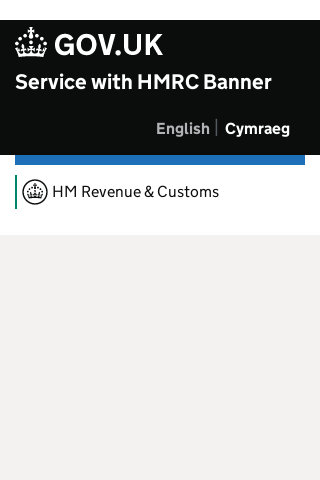 GOV.UK
Service with HMRC Banner
English Cymraeg
HM Revenue & Customs